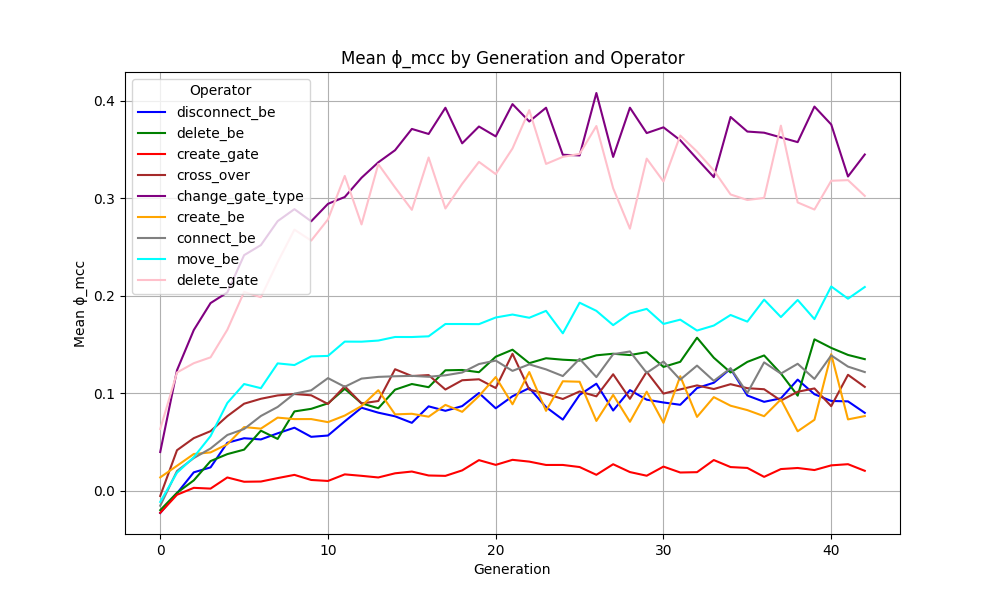 Mean ϕ_mcc by Generation and Operator
Operator
disconnect_be
delete_be
create_gate
cross_over
change_gate_type
create_be
connect_be
move_be
delete_gate
Mean ϕ_mcc
0.4
0.3
0.2
0.1
0.0
0 10 20 30 40
Generation